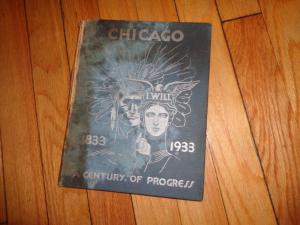 CHICAGO
I WILL
1833
1933
A CENTURY OF PROGRESS